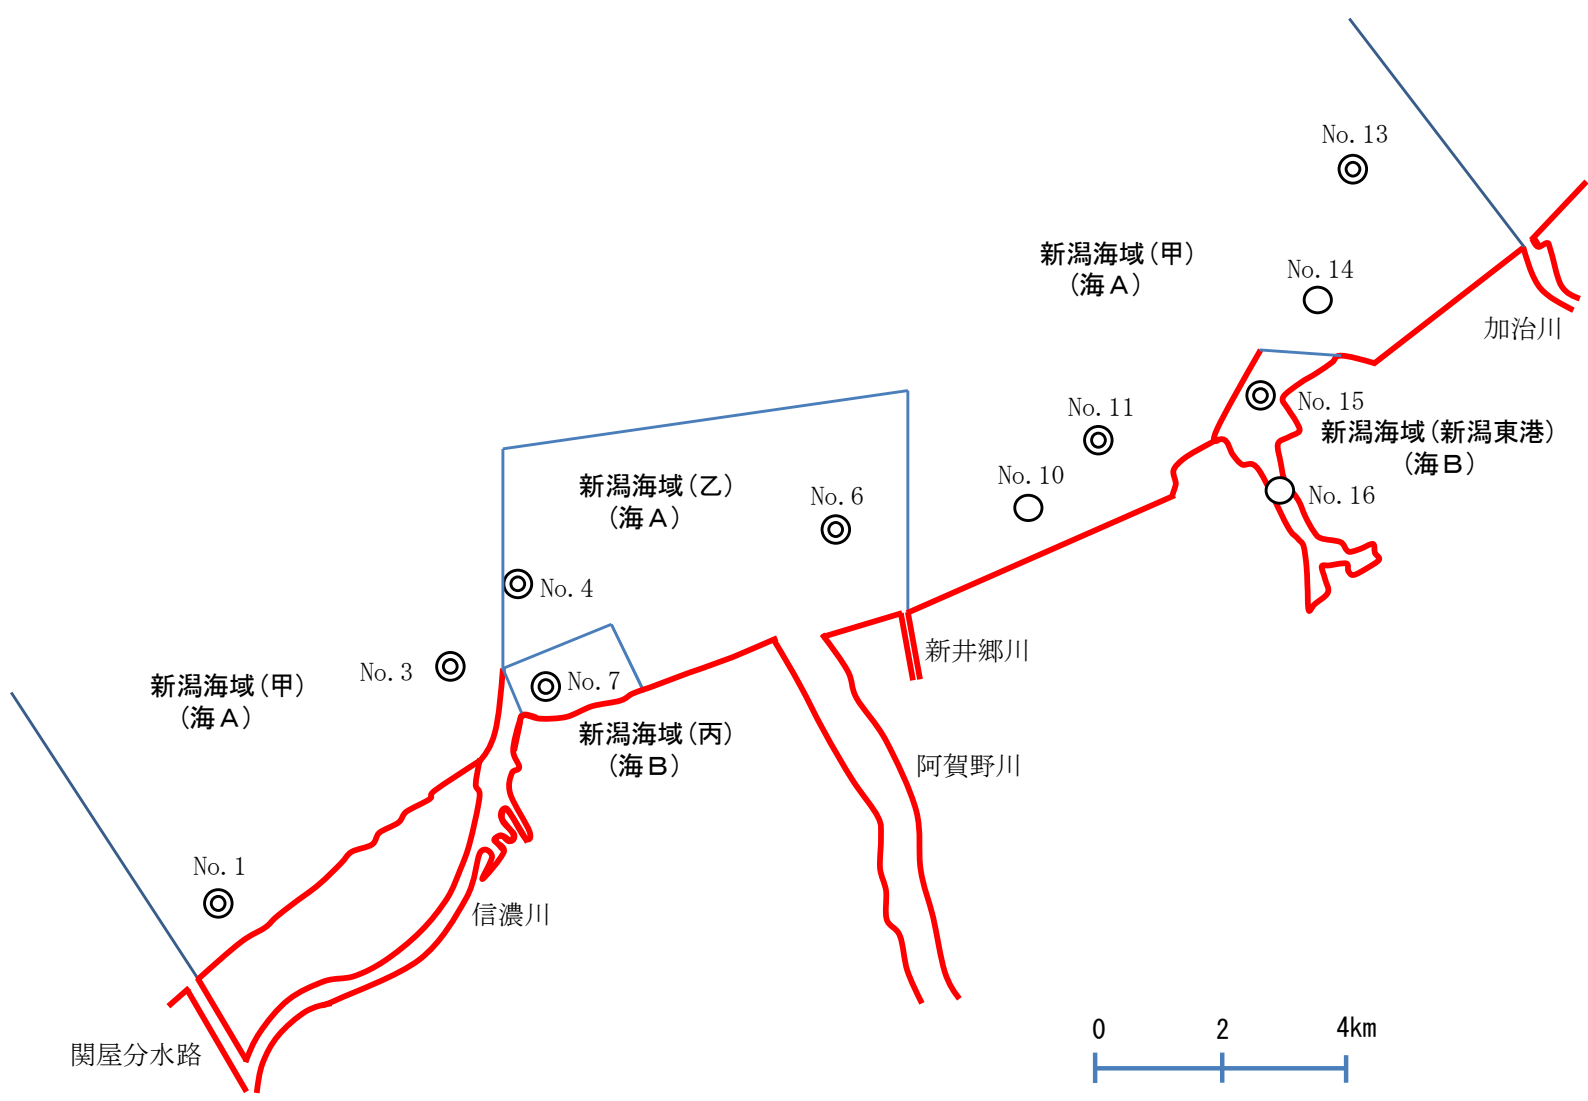 No.13
新潟海域(甲)
(海A)
No.14
加治川
No.11
No.15
新潟海域(新潟東港)
(海B)
新潟海域(乙)
(海A)
No.6
No.10
No.16
No.4
新井郷川
No.3
No.7
新潟海域(甲)
(海A)
新潟海域(丙)
(海B)
阿賀野川
No.1
信濃川
関屋分水路
0 2 4km